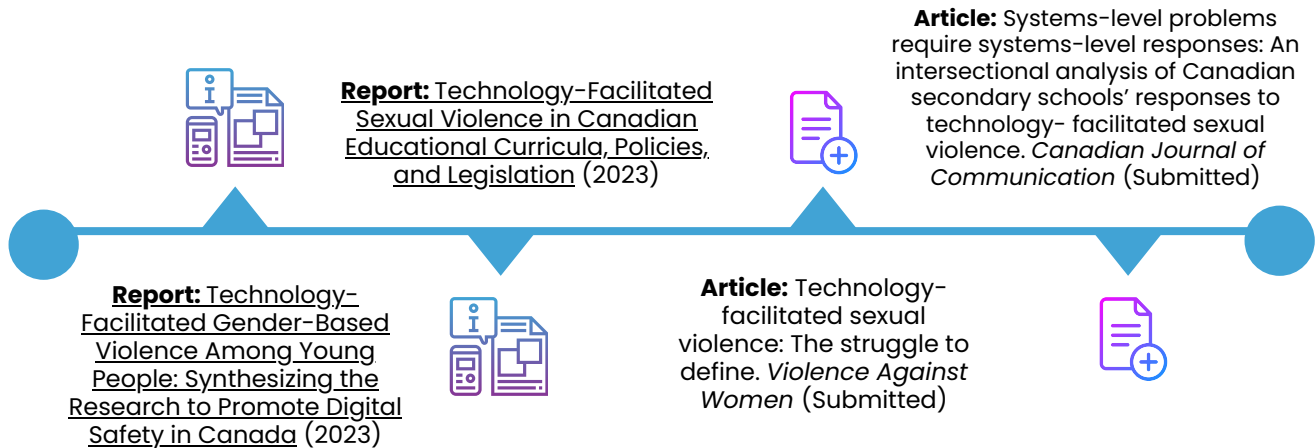 Report: Technology-Facilitated
Sexual Violence in Canadian
Educational Curricula, Policies,
and Legislation (2023)
Article: Systems-level problems
require systems-level responses: An
intersectional analysis of Canadian
secondary schools’ responses to
technology- facilitated sexual
violence. Canadian Journal of
Communication (Submitted)
Report: Technology-
Facilitated Gender-Based
Violence Among Young
People: Synthesizing the
Research to Promote Digital
Safety in Canada (2023)
Article: Technology-
facilitated sexual
violence: The struggle to
define. Violence Against
Women (Submitted)